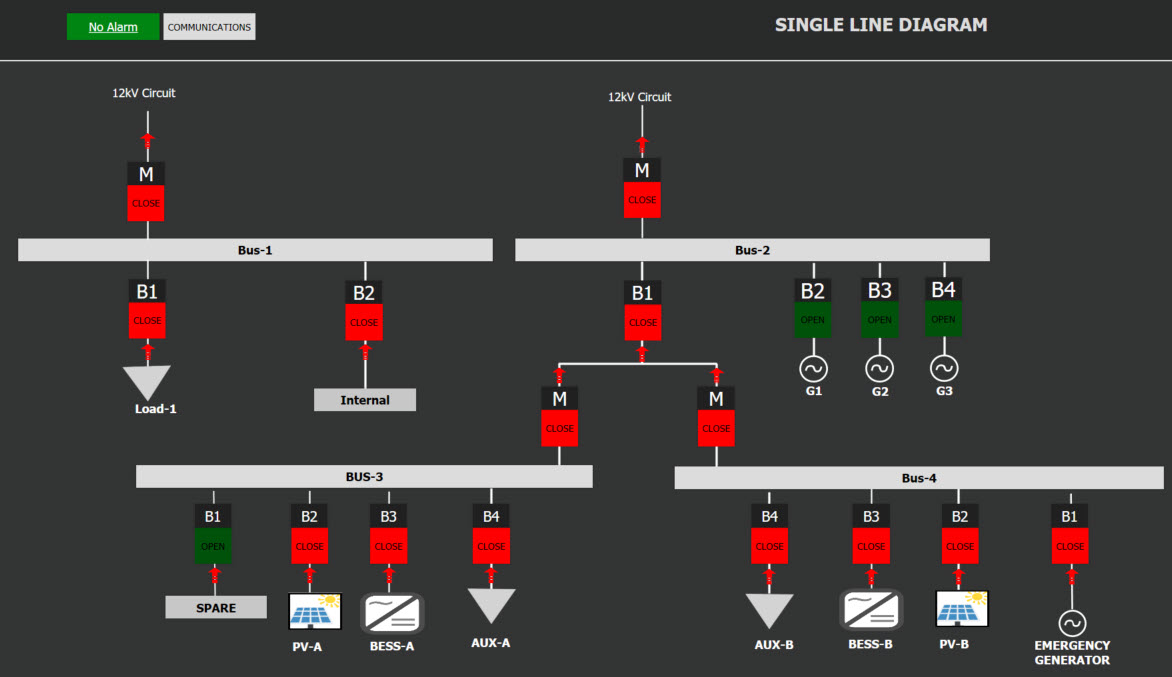 No Alarm
COMMUNICATIONS
SINGLE LINE DIAGRAM
12kV Circuit
12kV Circuit
M
CLOSE
M
CLOSE
Bus-1
Bus-2
B1
CLOSE
B2
CLOSE
B1
CLOSE
B2
OPEN
B3
OPEN
B4
OPEN
Load-1
Internal
G1
G2
G3
M
CLOSE
M
CLOSE
BUS-3
Bus-4
B1
OPEN
B2
CLOSE
B3
CLOSE
B4
CLOSE
B4
CLOSE
B3
CLOSE
B2
CLOSE
B1
CLOSE
SPARE
PV-A
BESS-A
AUX-A
AUX-B
BESS-B
PV-B
EMERGENCY
GENERATOR